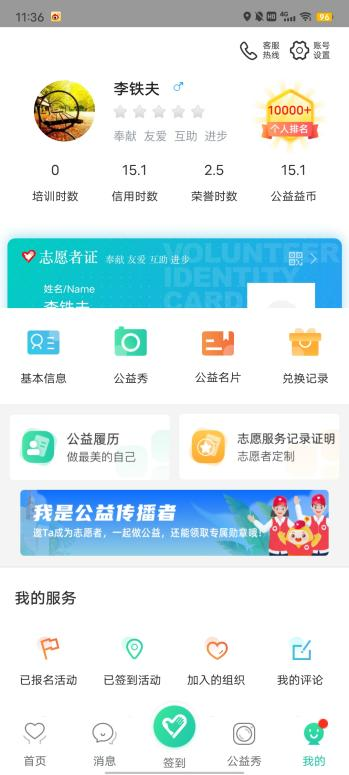 11:36
4G
96
客服
热线
账号
设置
李铁夫
奉献 友爱 互助 进步
10000+
个人排名
0
15.1
2.5
15.1
培训时数
信用时数
荣誉时数
公益益币
志愿者证 奉献 友爱 互助 进步
VOLUNTEER
IDENTITY
CARD
姓名/Name
李铁夫
基本信息
公益秀
公益名片
兑换记录
公益履历
做最美的自己
志愿服务记录证明
志愿者定制
我是公益传播者
邀Ta成为志愿者，一起做公益，还能领取专属勋章哦！
我的服务
已报名活动
已签到活动
加入的组织
我的评论
首页
消息
签到
公益秀
我的